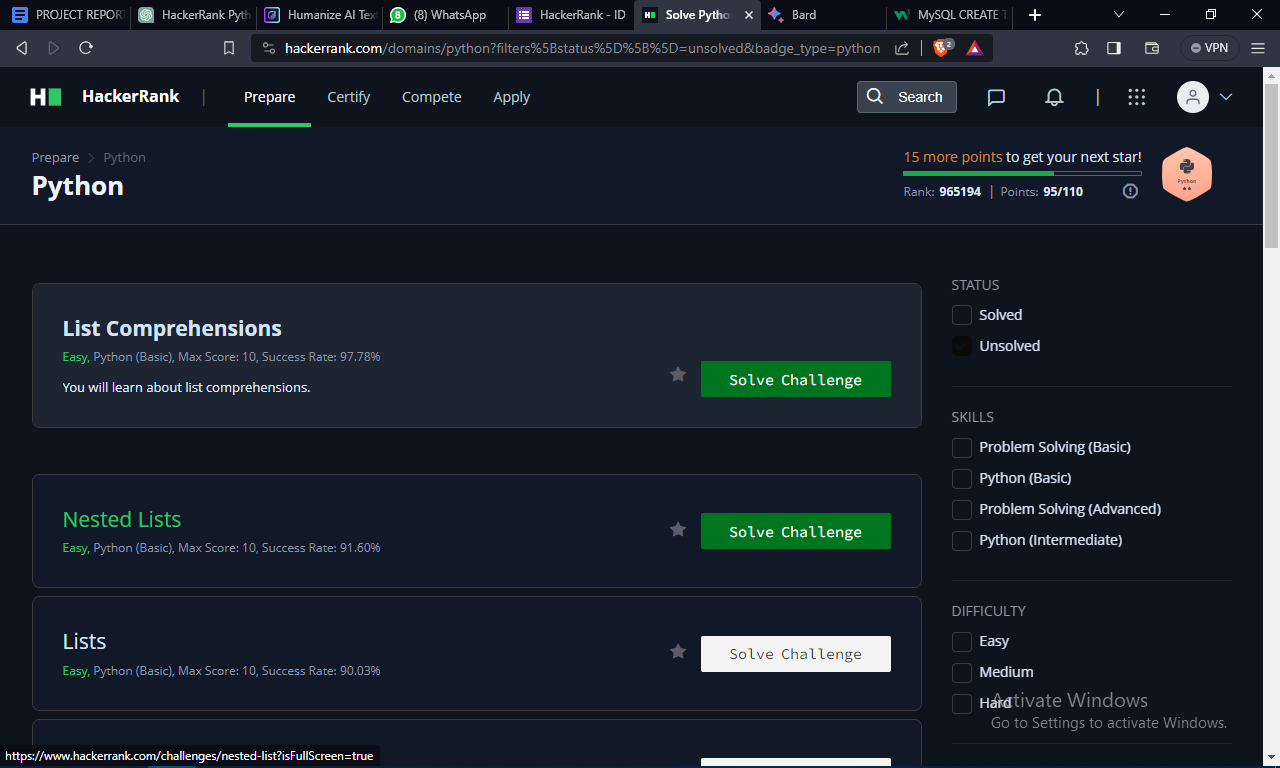 PROJECT REPORT
HackerRank Pyth
Humanize AI Text
(8) WhatsApp
HackerRank - ID
Solve Pytho
Bard
MySQL CREATE T
hackerrank.com/domains/python?filters%5Bstatus%5D%5B%5D=unsolved&badge_type=python
2
VPN
HackerRank
Prepare
Certify
Compete
Apply
Search
Prepare > Python
Python
15 more points to get your next star!
Rank: 965194 | Points: 95/110
Python
List Comprehensions
Easy, Python (Basic), Max Score: 10, Success Rate: 97.78%
You will learn about list comprehensions.
Solve Challenge
Nested Lists
Easy, Python (Basic), Max Score: 10, Success Rate: 91.60%
Solve Challenge
Lists
Easy, Python (Basic), Max Score: 10, Success Rate: 90.03%
Solve Challenge
STATUS
Solved
Unsolved
SKILLS
Problem Solving (Basic)
Python (Basic)
Problem Solving (Advanced)
Python (Intermediate)
DIFFICULTY
Easy
Medium
Hard
Activate Windows
Go to Settings to activate Windows.
https://www.hackerrank.com/challenges/nested-list?isFullScreen=true